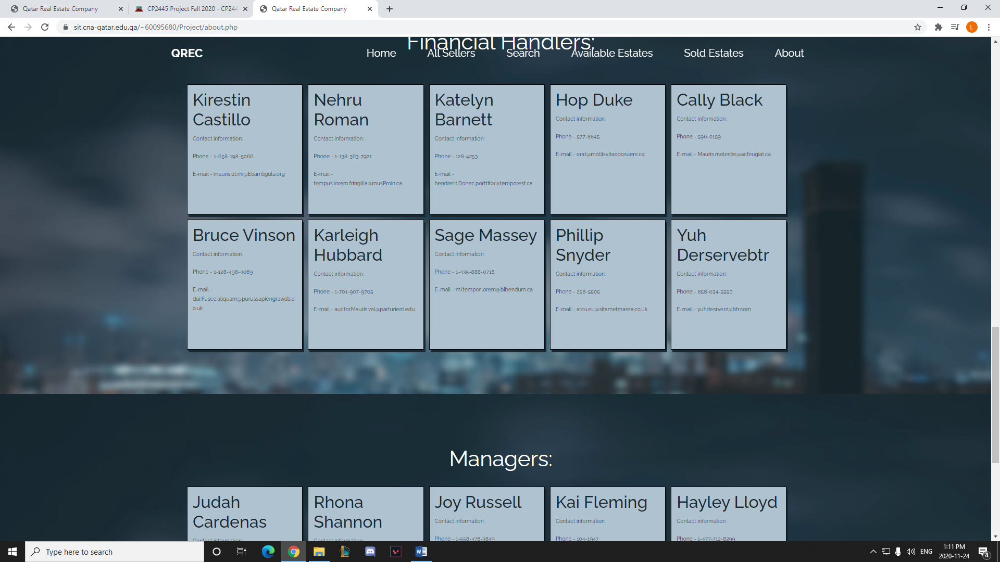 Qatar Real Estate Company
CP2445 Project Fall 2020 - CP244
Qatar Real Estate Company
sit.cna-qatar.edu.qa/~60095680/Project/about.php
L
Financial Handlers:
QREC
Home
All Sellers
Search
Available Estates
Sold Estates
About
Kirestin
Castillo
Contact information:
Phone - 1-658-198-5066
E-mail - mauris.ut.mi@Etiamligula.org
Nehru
Roman
Contact information:
Phone - 1-138-363-7921
E-mail -
tempus.lorem.fringilla@musProin.ca
Katelyn
Barnett
Contact information:
Phone - 128-4253
E-mail -
hendrerit.Donec.porttitor@temporest.ca
Hop Duke
Contact information:
Phone - 577-8845
E-mail - erat@mollisvitaeposuere.ca
Cally Black
Contact information:
Phone - 596-0159
E-mail - Mauris.molestie@acfeugiat.ca
Bruce Vinson
Contact information:
Phone - 1-128-498-4069
E-mail -
dui.Fusce.aliquam@purussapiengravida.c
o.uk
Karleigh
Hubbard
Contact information:
Phone - 1-701-907-9765
E-mail - auctor.Mauris.vel@parturient.edu
Sage Massey
Contact information:
Phone - 1-435-888-0718
E-mail - mi.tempor.lorem@bibendum.ca
Phillip
Snyder
Contact information:
Phone - 258-5505
E-mail - arcu.eu@sitametmassa.co.uk
Yuh
Derservebtr
Contact information:
Phone - 858-634-5550
E-mail - yuhdesrver2@btr.com
Managers:
Judah
Cardenas
Contact information:
Rhona
Shannon
Contact information:
Joy Russell
Contact information:
Phone - 1-558-476-3849
Kai Fleming
Contact information:
Phone - 104-1947
Hayley Lloyd
Contact information:
Phone - 1-477-712-8299
Type here to search
ENG
1:11 PM
2020-11-24
4